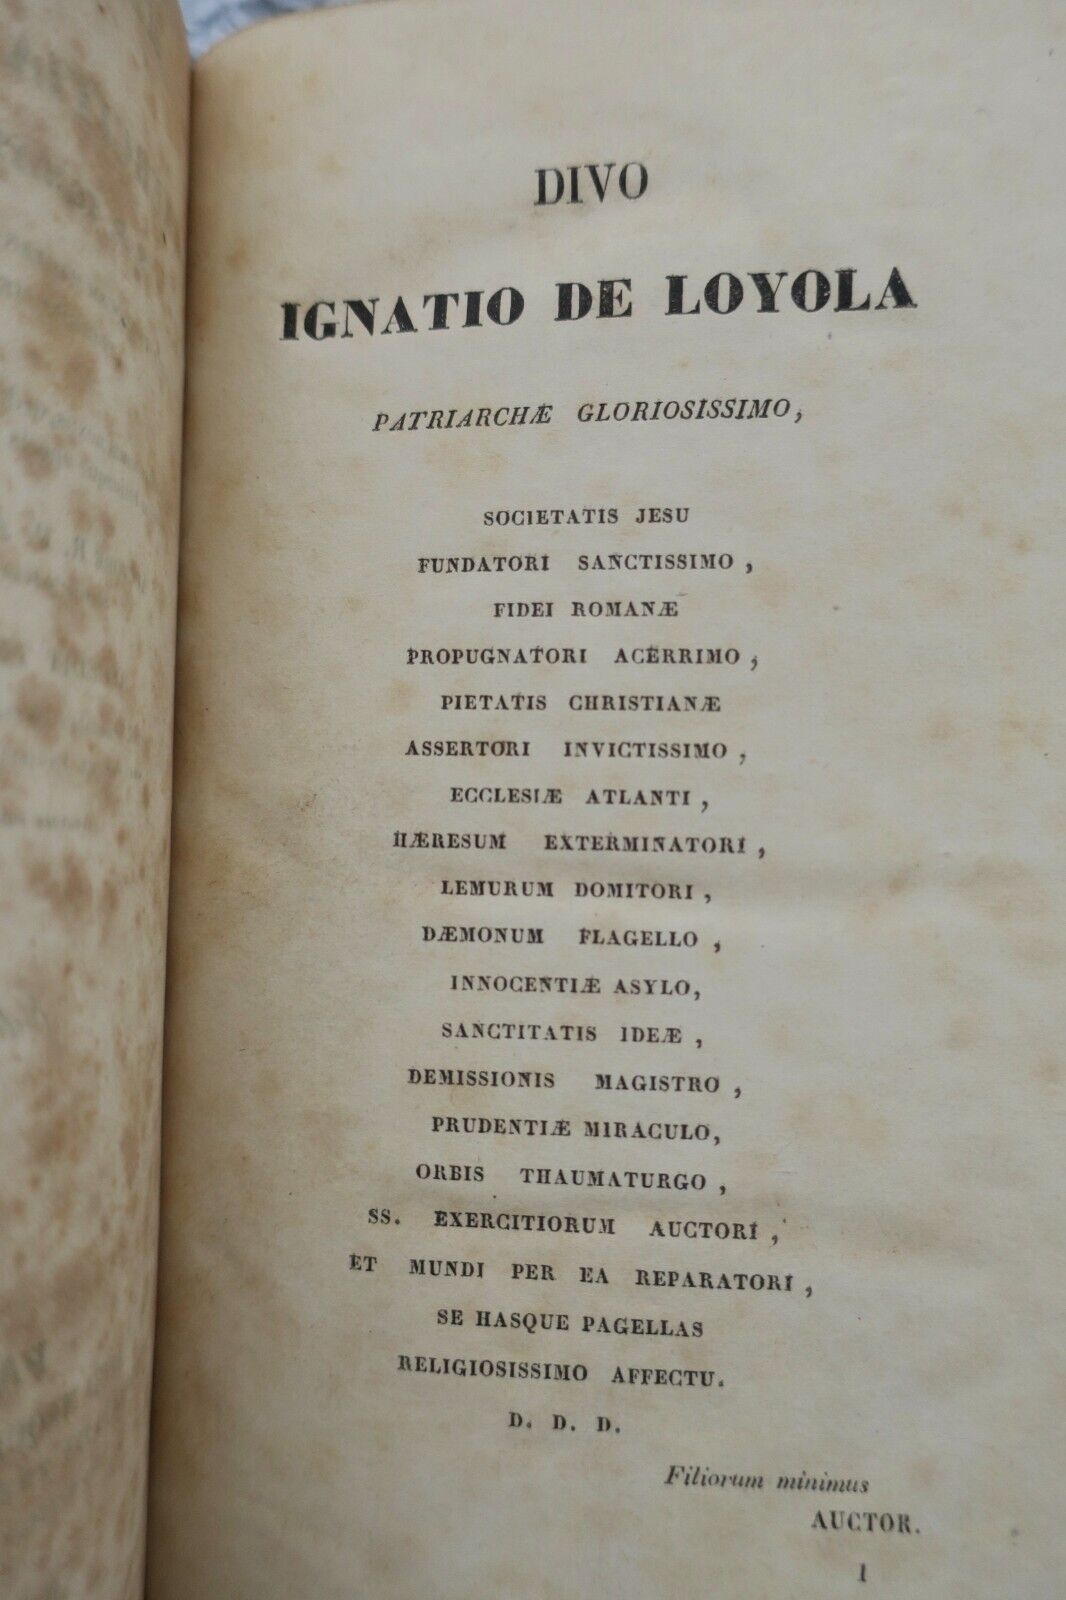 DIVO
IGNATIO DE LOYOLA
PATRIARCHÆ GLORIOSISSIMO,
SOCIETATIS JESU
FUNDATORI SANCTISSIMO,
FIDEI ROMANÆ
PROPUGNATORI ACERRIMO,
PIETATIS CHRISTIANÆ
ASSERTORI INVICTISSIMO,
ECCLESIÆ ATLANTI,
HÆRESUM EXTERMINATORI,
LEMURUM DOMITORI,
DÆMONUM FLAGELLO,
INNOCENTIÆ ASYLO,
SANCTITATIS IDEÆ,
DEMISSIONIS MAGISTRO,
PRUDENTIÆ MIRACULO,
ORBIS THAUMATURGO,
SS. EXERCITIORUM AUCTORI,
ET MUNDI PER EA REPARATORI,
SE HASQUE PAGELLAS
RELIGIOSISSIMO AFFECTU.
D. D. D.
Filiorum minimus
AUCTOR.
1